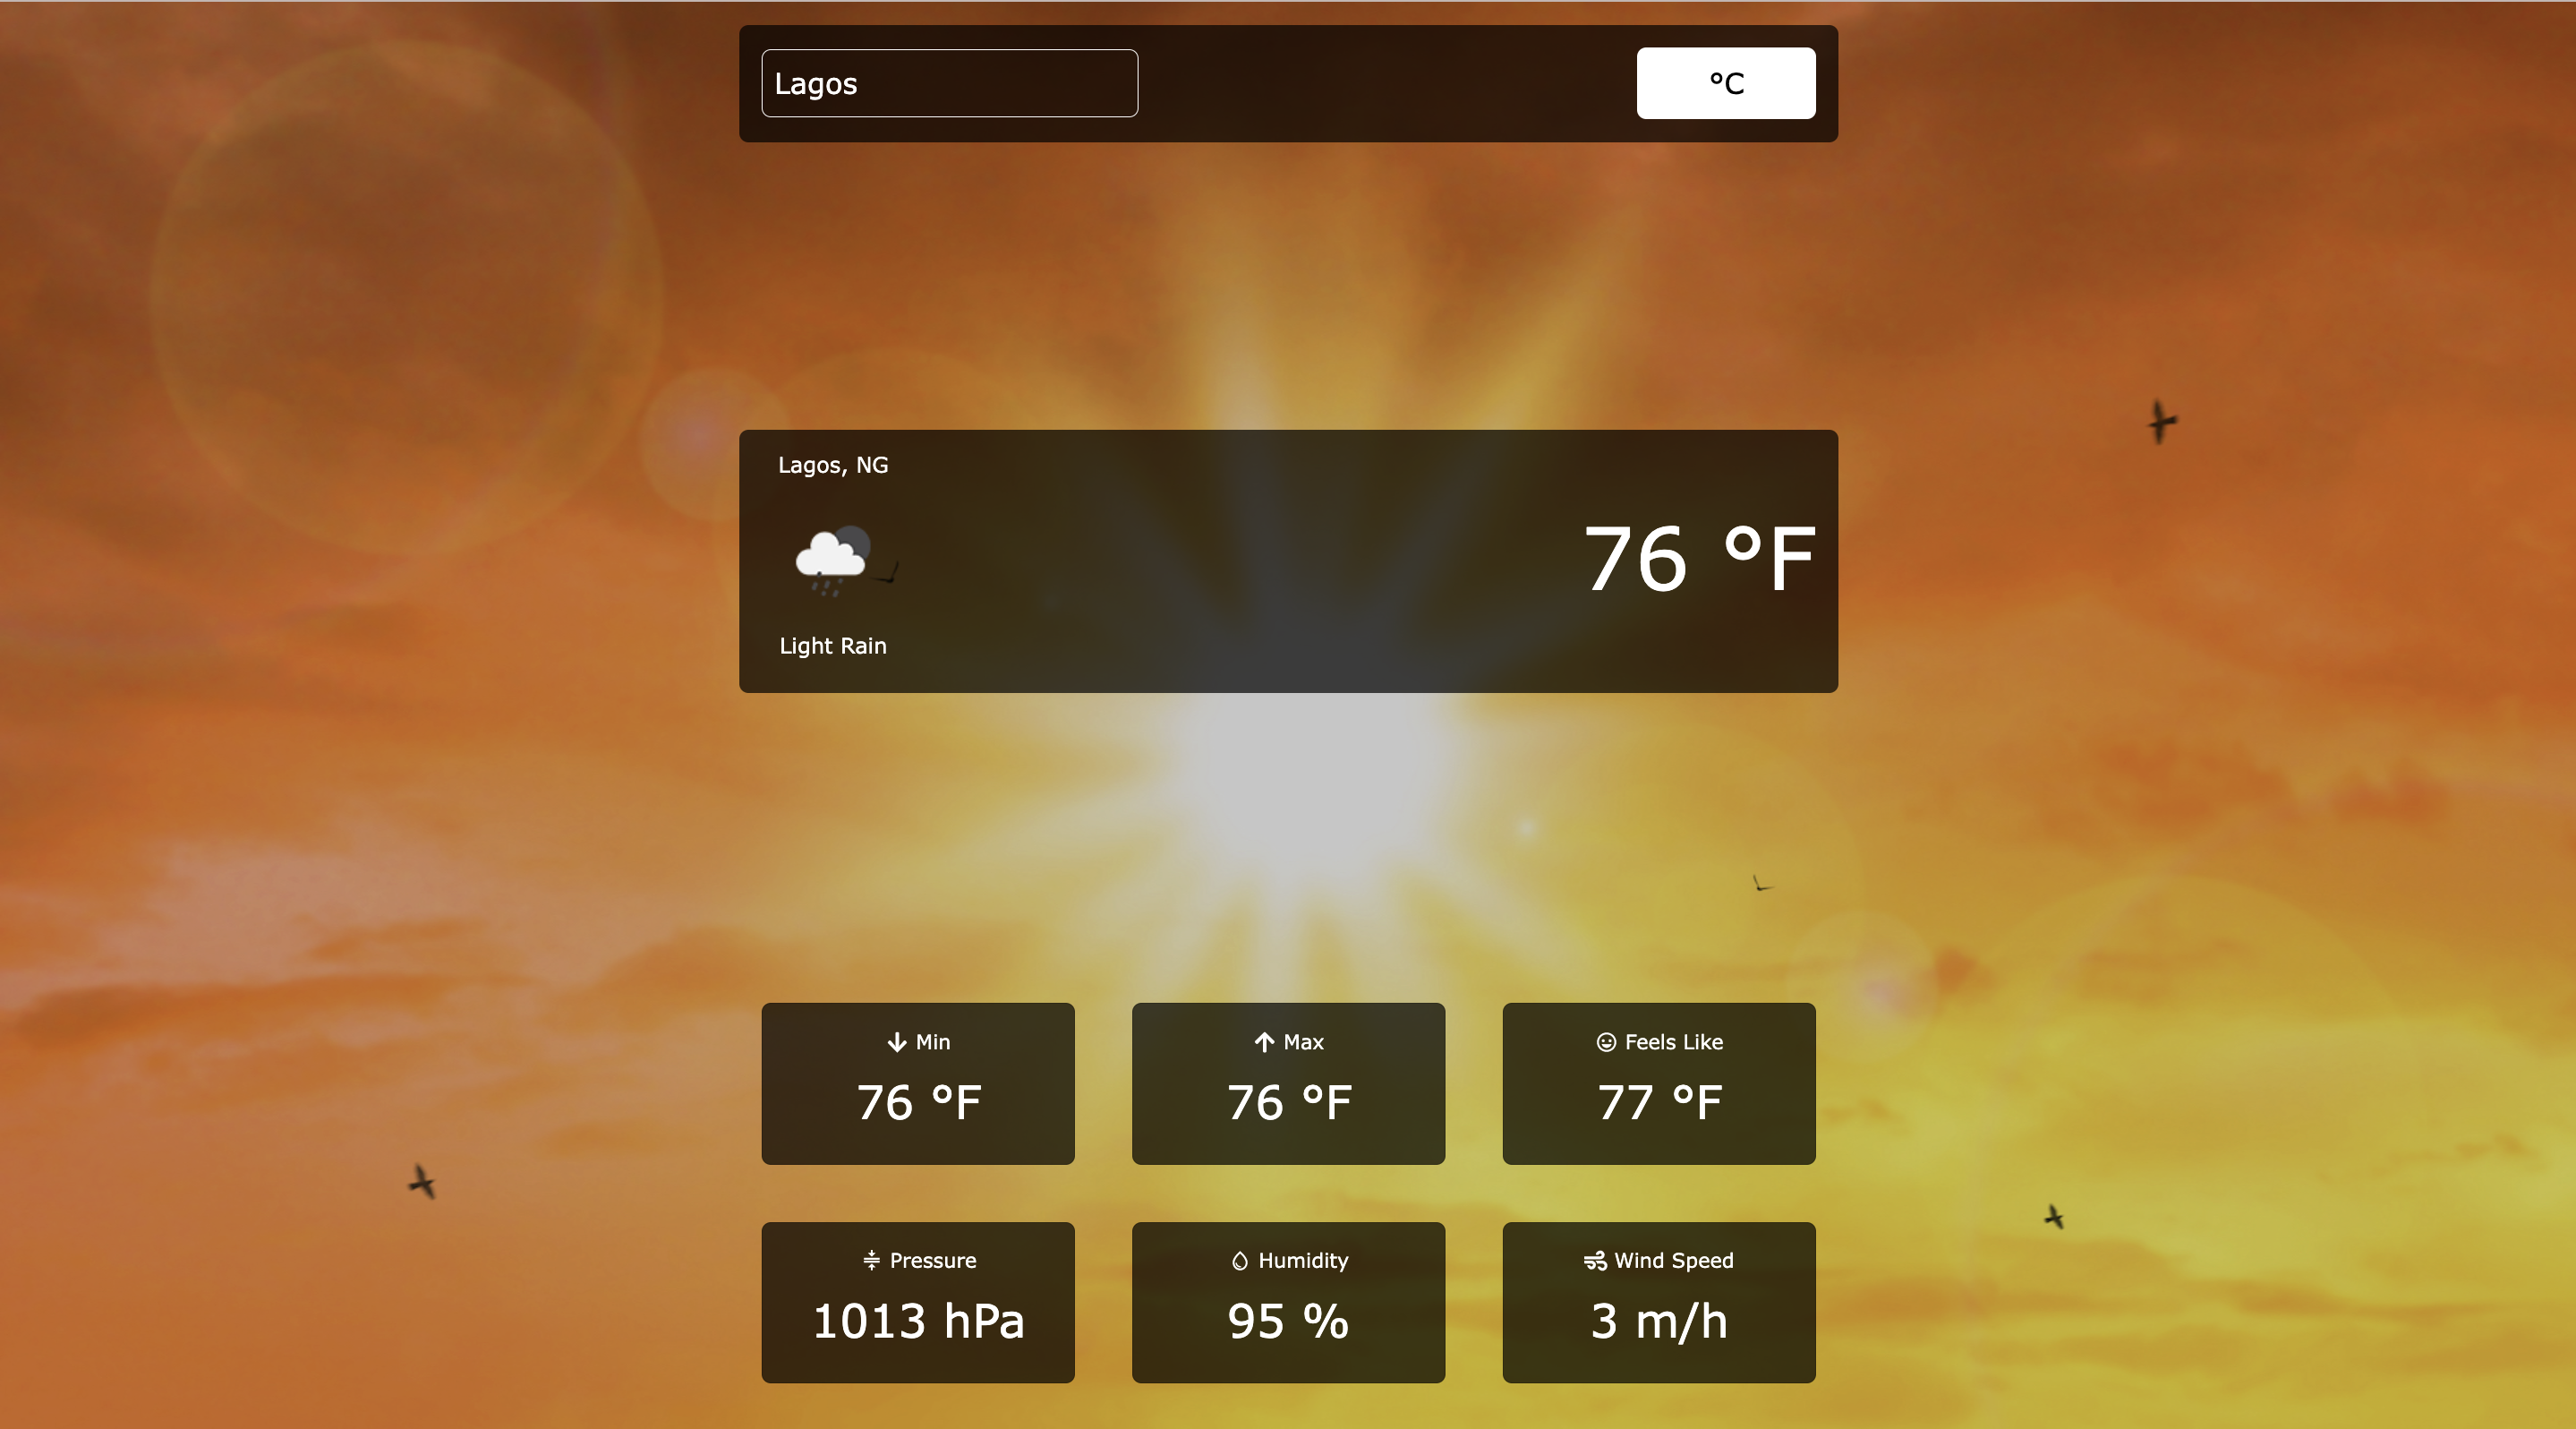 Lagos
°C
Lagos, NG
76 °F
Light Rain
Min
76 °F
Max
76 °F
Feels Like
77 °F
Pressure
1013 hPa
Humidity
95 %
Wind Speed
3 m/h